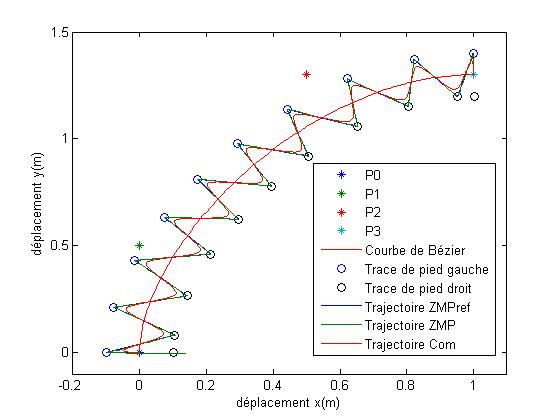 1.5
1
0.5
0
-0.2
0
0.2
0.4
0.6
0.8
1
déplacement y(m)
déplacement x(m)
P0
P1
P2
P3
Courbe de Bézier
Trace de pied gauche
Trace de pied droit
Trajectoire ZMPref
Trajectoire ZMP
Trajectoire Com